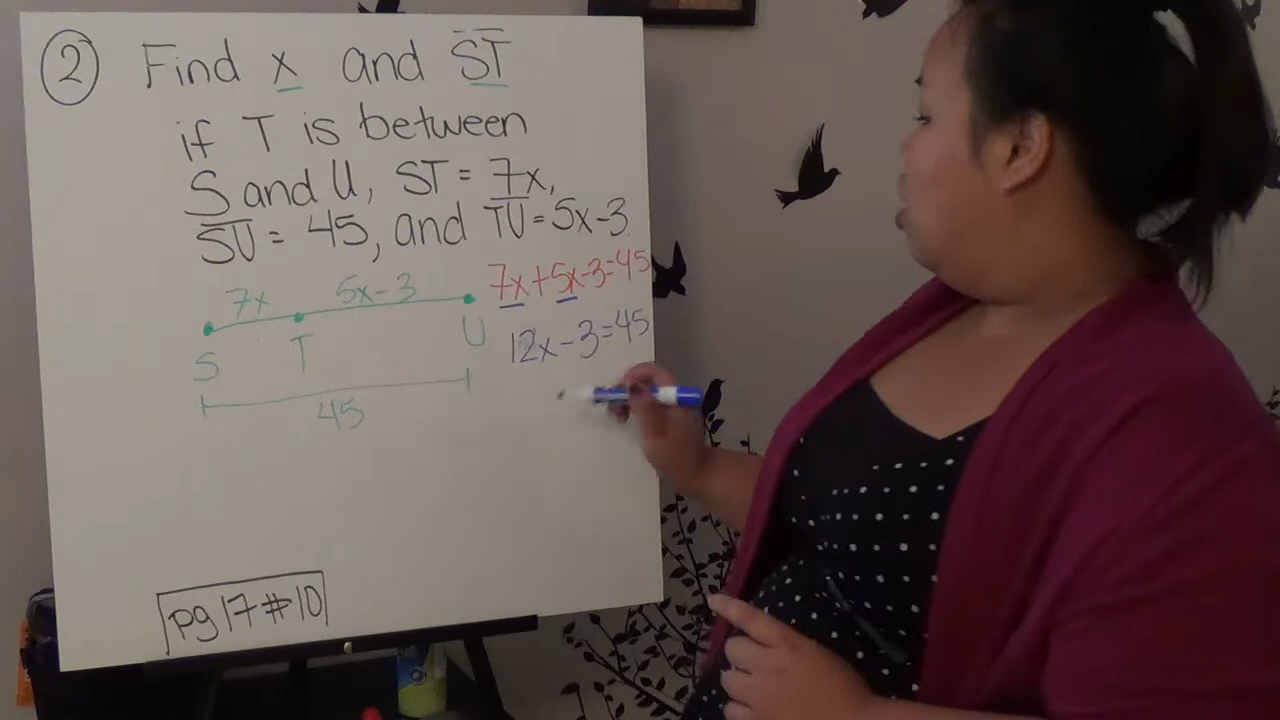 2 Find x and ST
if T is between
S and U, ST = 7x,
SU = 45, and TU = 5x-3
7x 5x-3
S T U
45
7x+5x-3=45
12x-3=45
pg 17 #10